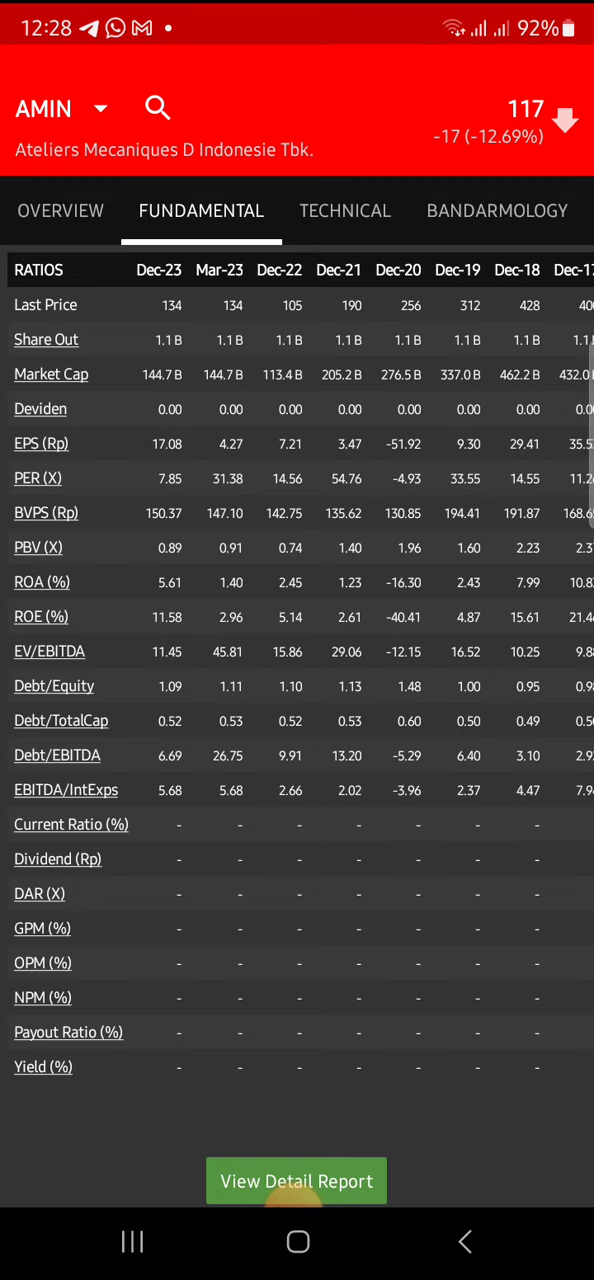 12:28 92%
AMIN 117
-17 (-12.69%)
Ateliers Mecaniques D Indonesie Tbk.
OVERVIEW FUNDAMENTAL TECHNICAL BANDARMOLOGY
RATIOS Dec-23 Mar-23 Dec-22 Dec-21 Dec-20 Dec-19 Dec-18 Dec-17
Last Price 134 134 105 190 256 312 428
Share Out 1.1 B 1.1 B 1.1 B 1.1 B 1.1 B 1.1 B 1.1 B 1.1
Market Cap 144.7 B 144.7 B 113.4 B 205.2 B 276.5 B 337.0 B 462.2 B 432.0
Deviden 0.00 0.00 0.00 0.00 0.00 0.00 0.00
EPS (Rp) 17.08 4.27 7.21 3.47 -51.92 9.30 29.41
PER (X) 7.85 31.38 14.56 54.76 -4.93 33.55 14.55
BVPS (Rp) 150.37 147.10 142.75 135.62 130.85 194.41 191.87
PBV (X) 0.89 0.91 0.74 1.40 1.96 1.60 2.23
ROA (%) 5.61 1.40 2.45 1.23 -16.30 2.43 7.99
ROE (%) 11.58 2.96 5.14 2.61 -40.41 4.87 15.61
EV/EBITDA 11.45 45.81 15.86 29.06 -12.15 16.52 10.25
Debt/Equity 1.09 1.11 1.10 1.13 1.48 1.00 0.95
Debt/TotalCap 0.52 0.53 0.52 0.53 0.60 0.50 0.49
Debt/EBITDA 6.69 26.75 9.91 13.20 -5.29 6.40 3.10
EBITDA/IntExps 5.68 5.68 2.66 2.02 -3.96 2.37 4.47
Current Ratio (%) - - - - - - -
Dividend (Rp) - - - - - - -
DAR (X) - - - - - - -
GPM (%) - - - - - - -
OPM (%) - - - - - - -
NPM (%) - - - - - - -
Payout Ratio (%) - - - - - - -
Yield (%) - - - - - - -
View Detail Report